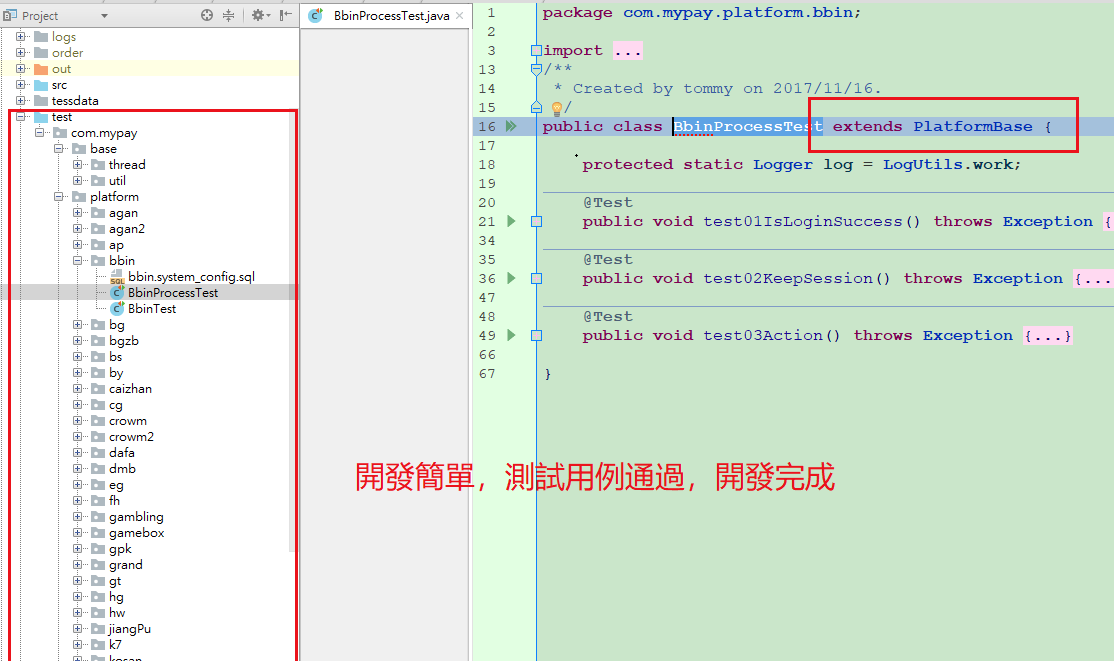 Project
logs
order
out
src
tessdata
test
com.mypay
base
thread
util
platform
agan
agan2
ap
bbin
bbin.system_config.sql
BbinProcessTest
BbinTest
bg
bgzb
bs
by
caizhan
cg
crowm
crowm2
dafa
dmb
eg
fh
gambling
gamebox
gpk
grand
gt
hg
hw
jiangPu
k7
BbinProcessTest.java
1 package com.mypay.platform.bbin;
2
3 import ...
13 /**
14 * Created by tommy on 2017/11/16.
15 */
16 public class BbinProcessTest extends PlatformBase {
17
18 protected static Logger log = LogUtils.work;
19
20 @Test
21 public void test01IsLoginSuccess() throws Exception {
34
35 @Test
36 public void test02KeepSession() throws Exception {...
47
48 @Test
49 public void test03Action() throws Exception {...}
66
67 }
開發簡單，測試用例通過，開發完成